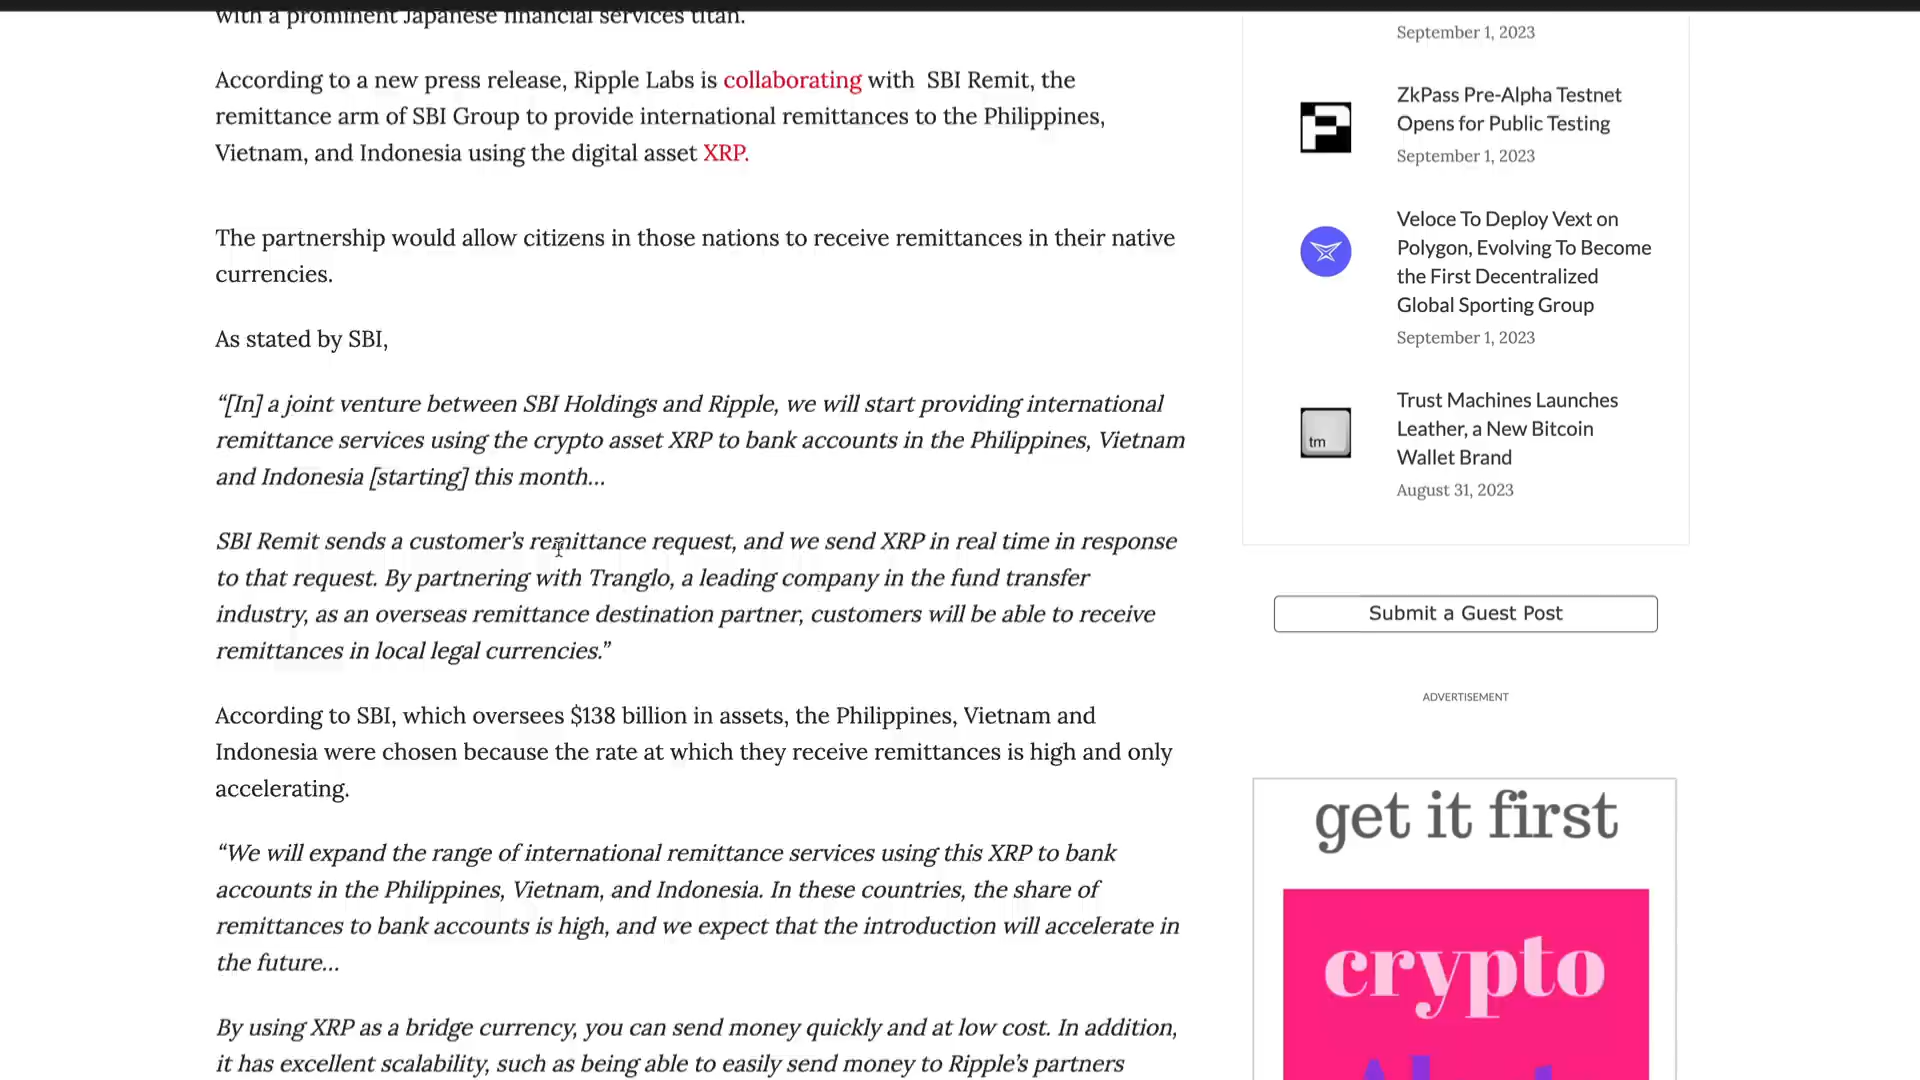 with a prominent Japanese financial services titan.
According to a new press release, Ripple Labs is collaborating with  SBI Remit, the
remittance arm of SBI Group to provide international remittances to the Philippines,
Vietnam, and Indonesia using the digital asset XRP.
The partnership would allow citizens in those nations to receive remittances in their native
currencies.
As stated by SBI,
“[In] a joint venture between SBI Holdings and Ripple, we will start providing international
remittance services using the crypto asset XRP to bank accounts in the Philippines, Vietnam
and Indonesia [starting] this month…
SBI Remit sends a customer’s remittance request, and we send XRP in real time in response
to that request. By partnering with Tranglo, a leading company in the fund transfer
industry, as an overseas remittance destination partner, customers will be able to receive
remittances in local legal currencies.”
According to SBI, which oversees $138 billion in assets, the Philippines, Vietnam and
Indonesia were chosen because the rate at which they receive remittances is high and only
accelerating.
“We will expand the range of international remittance services using this XRP to bank
accounts in the Philippines, Vietnam, and Indonesia. In these countries, the share of
remittances to bank accounts is high, and we expect that the introduction will accelerate in
the future…
By using XRP as a bridge currency, you can send money quickly and at low cost. In addition,
it has excellent scalability, such as being able to easily send money to Ripple’s partners
September 1, 2023
ZkPass Pre-Alpha Testnet
Opens for Public Testing
September 1, 2023
Veloce To Deploy Vext on
Polygon, Evolving To Become
the First Decentralized
Global Sporting Group
September 1, 2023
tm
Trust Machines Launches
Leather, a New Bitcoin
Wallet Brand
August 31, 2023
Submit a Guest Post
ADVERTISEMENT
get it first
crypto